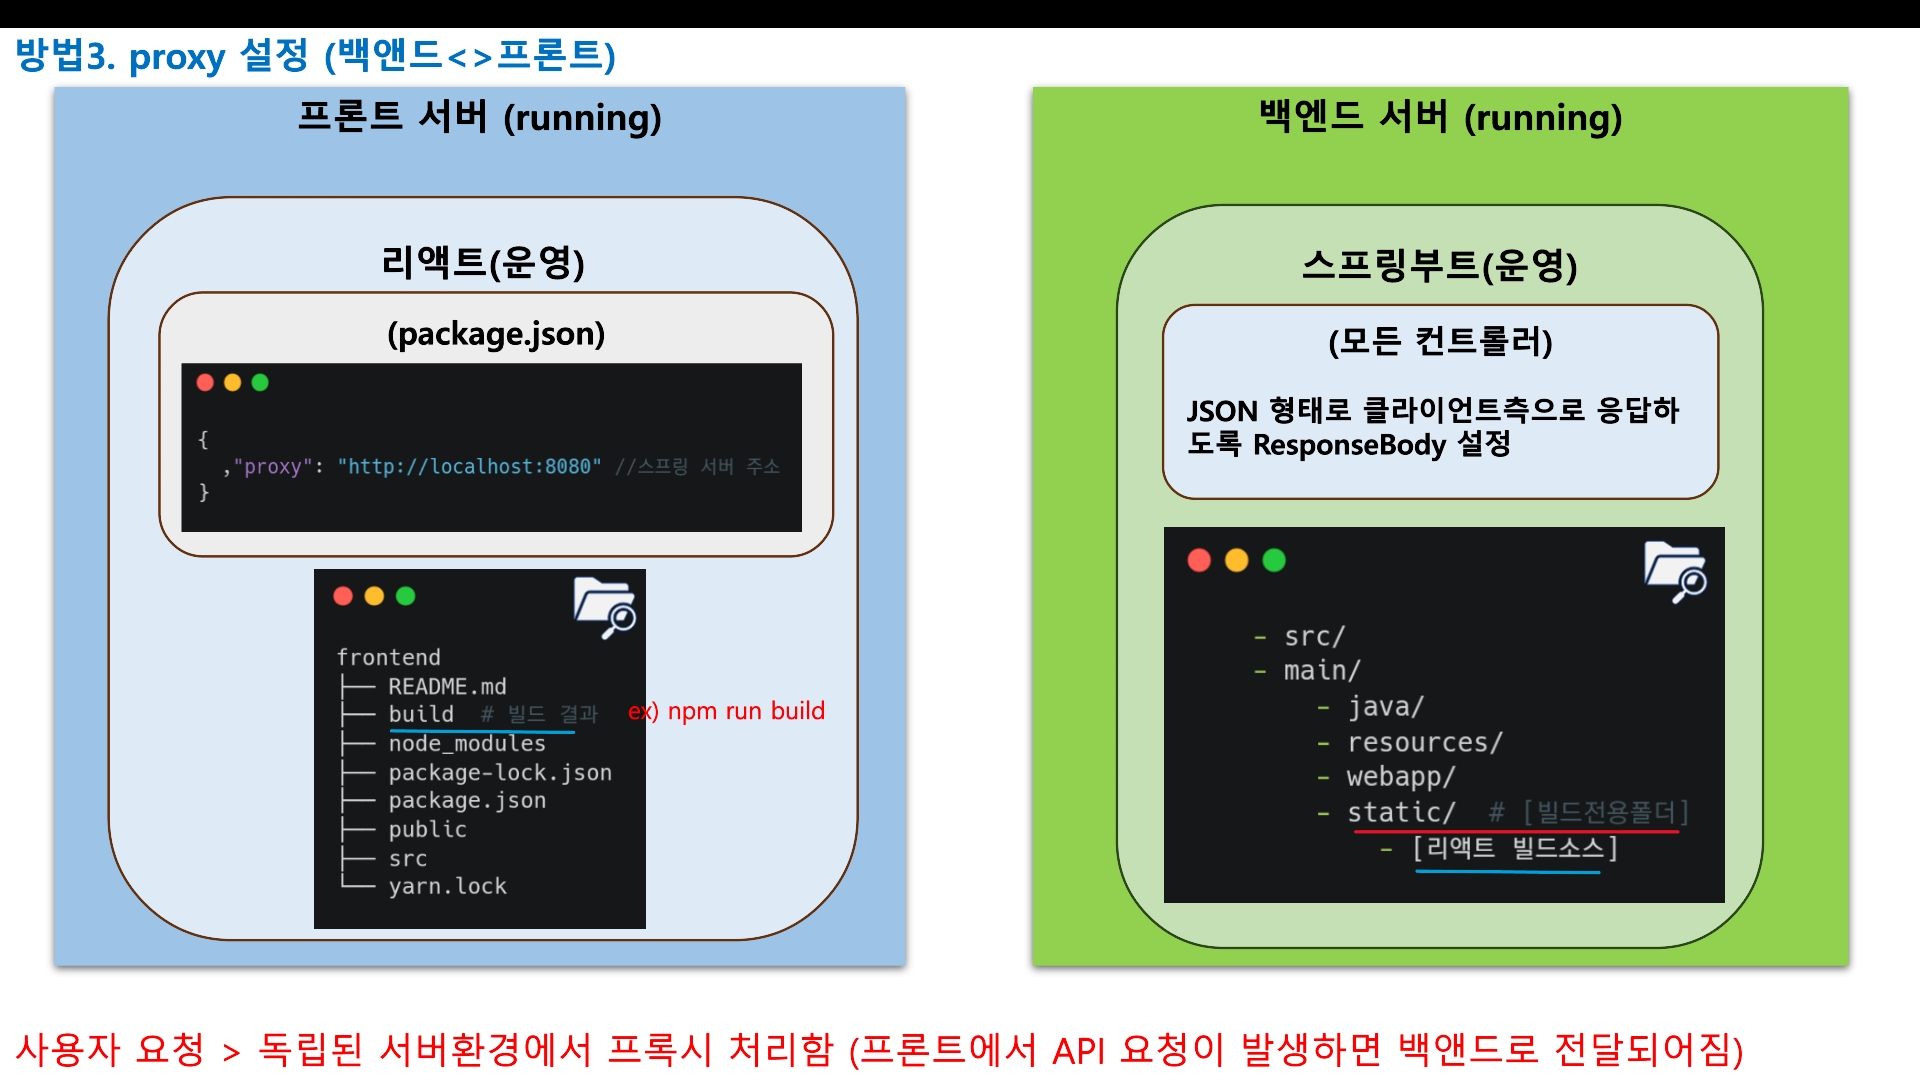 방법3. proxy 설정 (백앤드<>프론트)
프론트 서버 (running)
리액트(운영)
(package.json)
{
,"proxy": "http://localhost:8080" //스프링 서버 주소
}
frontend
├── README.md
├── build # 빌드 결과
ex) npm run build
├── node_modules
├── package-lock.json
├── package.json
├── public
├── src
└── yarn.lock
백엔드 서버 (running)
스프링부트(운영)
(모든 컨트롤러)
JSON 형태로 클라이언트측으로 응답하
도록 ResponseBody 설정
- src/
- main/
- java/
- resources/
- webapp/
- static/ # [빌드전용폴더]
- [리액트 빌드소스]
사용자 요청 > 독립된 서버환경에서 프록시 처리함 (프론트에서 API 요청이 발생하면 백앤드로 전달되어짐)